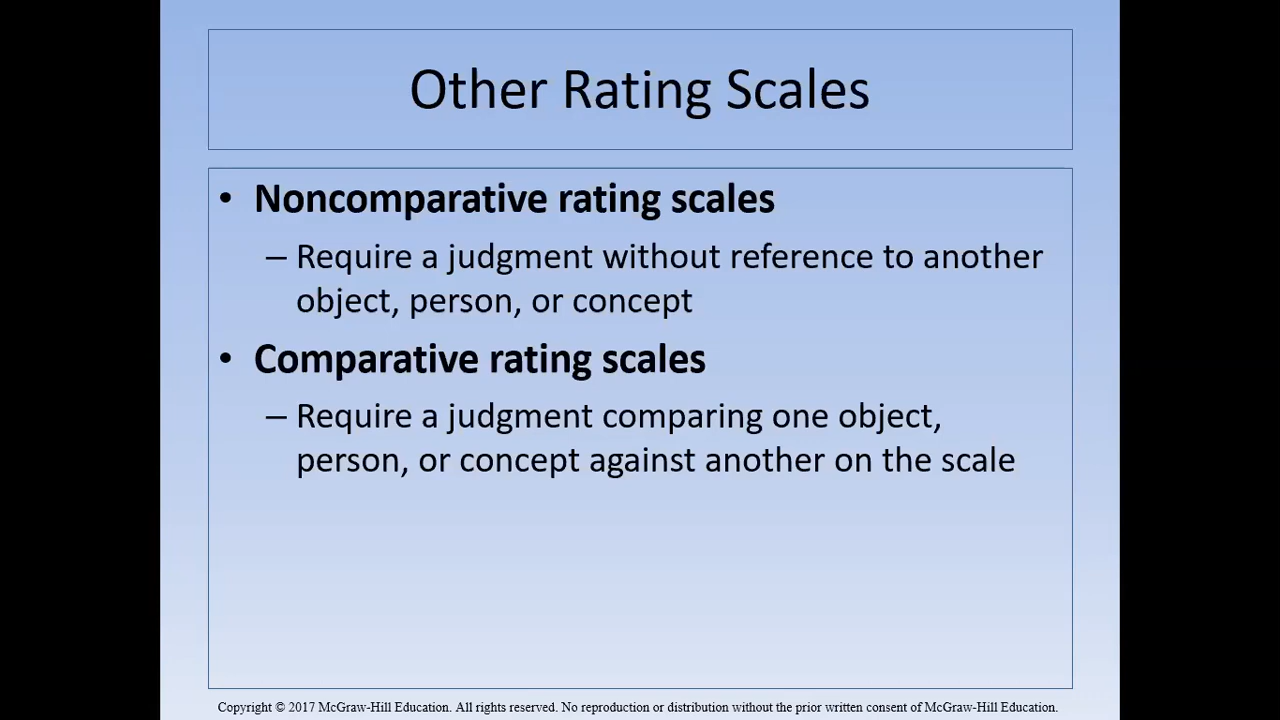 Other Rating Scales
• Noncomparative rating scales
– Require a judgment without reference to another
object, person, or concept
• Comparative rating scales
– Require a judgment comparing one object,
person, or concept against another on the scale
Copyright © 2017 McGraw-Hill Education. All rights reserved. No reproduction or distribution without the prior written consent of McGraw-Hill Education.